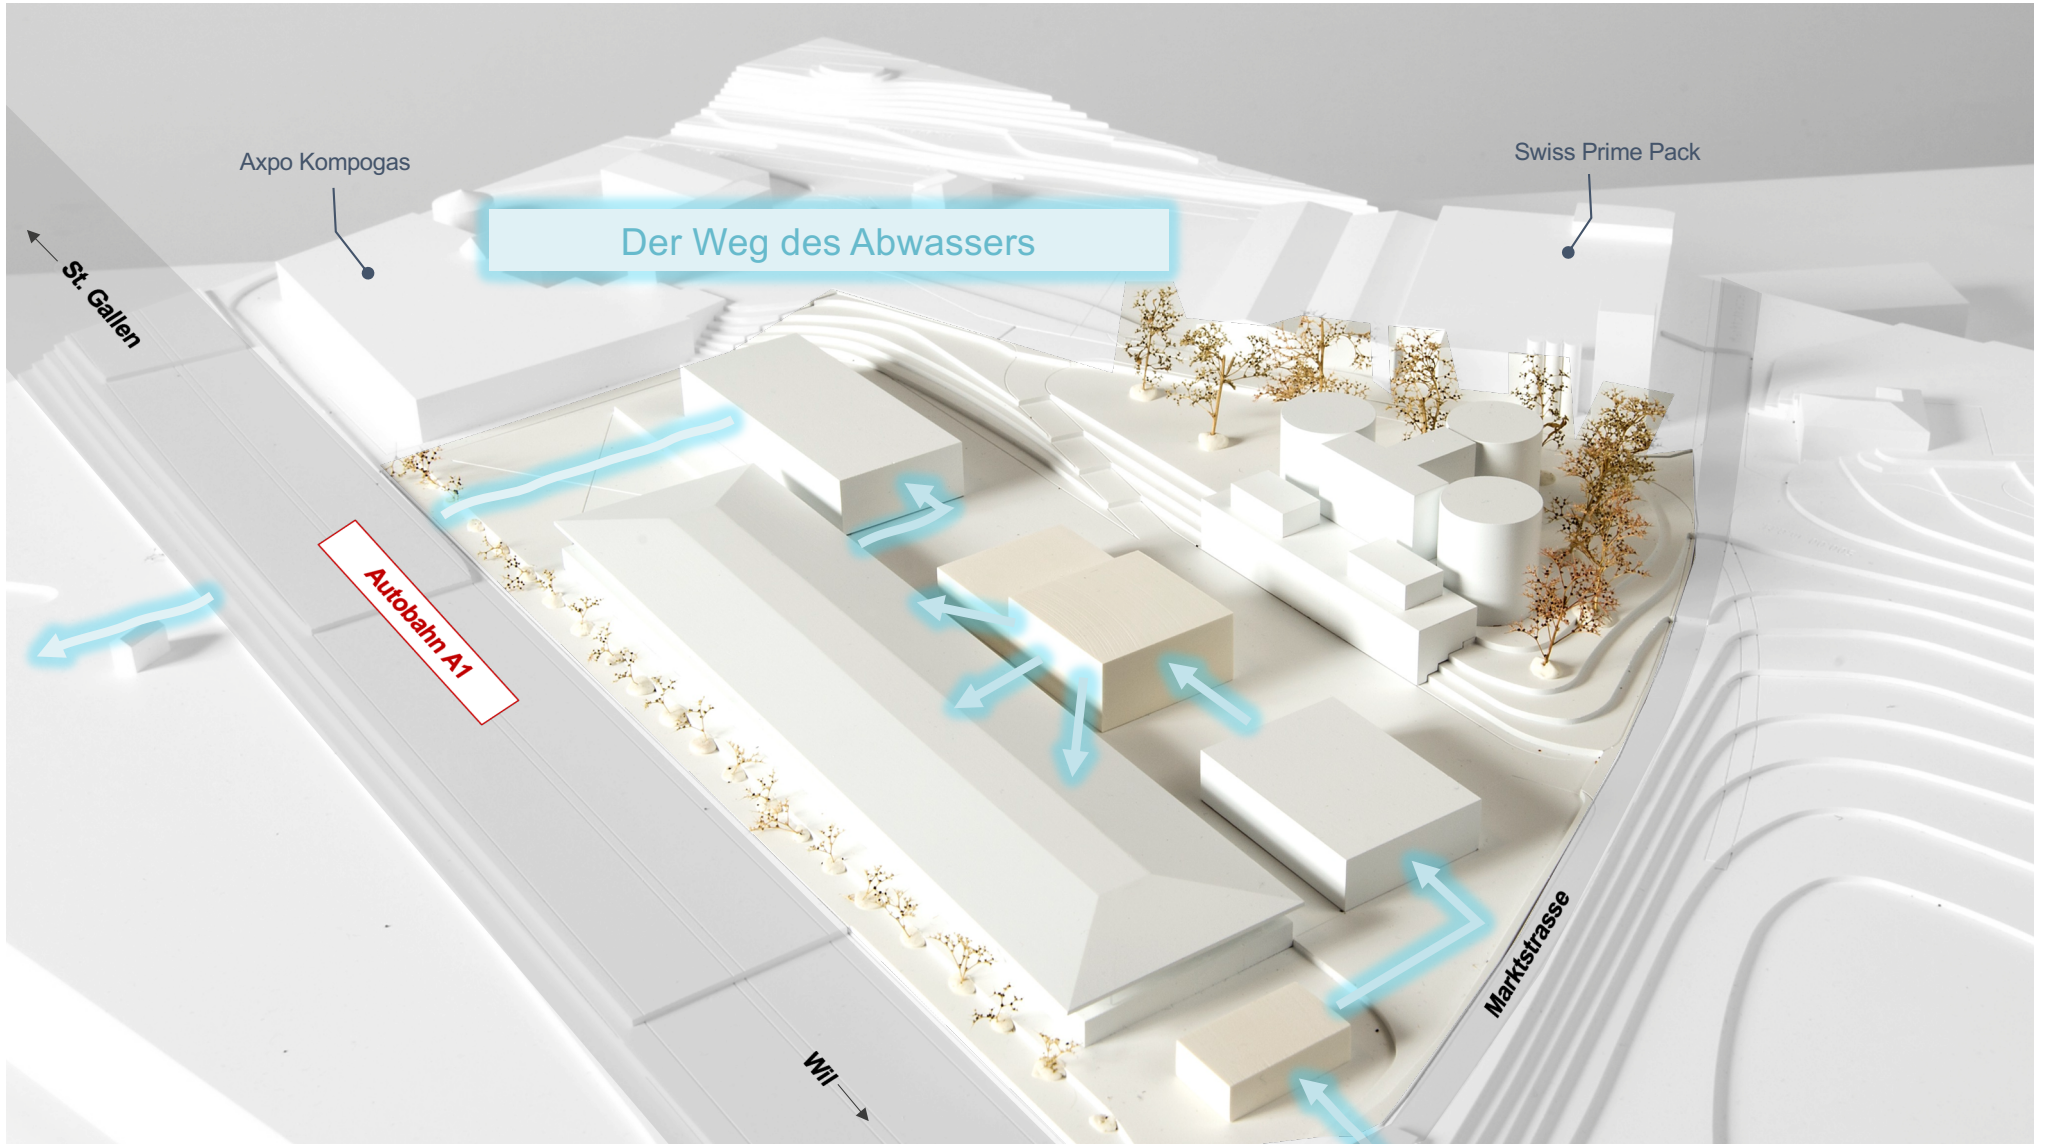 Swiss Prime Pack
Axpo Kompogas
Der Weg des Abwassers
St. Gallen
Autobahn A1
Marktstrasse
Wil